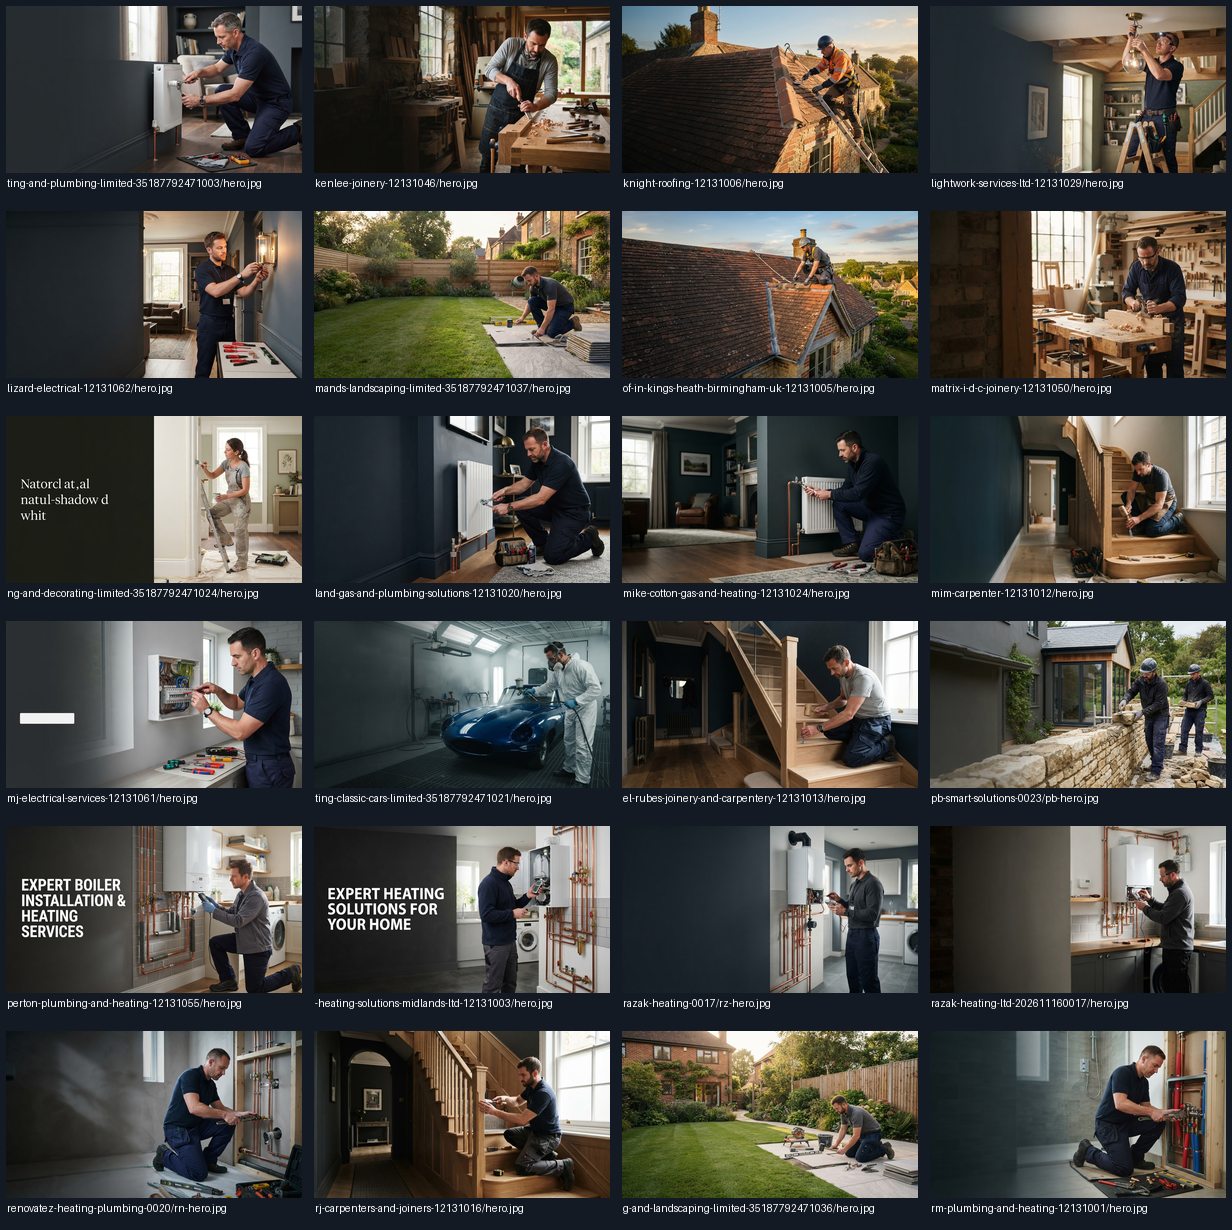 ting-and-plumbing-limited-35187792471003/hero.jpg
kenlee-joinery-12131046/hero.jpg
knight-roofing-12131006/hero.jpg
lightwork-services-ltd-12131029/hero.jpg
lizard-electrical-12131062/hero.jpg
mands-landscaping-limited-35187792471037/hero.jpg
of-in-kings-heath-birmingham-uk-12131005/hero.jpg
matrix-i-d-c-joinery-12131050/hero.jpg
Natorcl at,al
natul-shadow d
whit
ng-and-decorating-limited-35187792471024/hero.jpg
land-gas-and-plumbing-solutions-12131020/hero.jpg
mike-cotton-gas-and-heating-12131024/hero.jpg
mim-carpenter-12131012/hero.jpg
mj-electrical-services-12131061/hero.jpg
ting-classic-cars-limited-35187792471021/hero.jpg
el-rubes-joinery-and-carpentery-12131013/hero.jpg
pb-smart-solutions-0023/pb-hero.jpg
EXPERT BOILER
INSTALLATION &
HEATING
SERVICES
EXPERT HEATING
SOLUTIONS FOR
YOUR HOME
perton-plumbing-and-heating-12131055/hero.jpg
-heating-solutions-midlands-ltd-12131003/hero.jpg
razak-heating-0017/rz-hero.jpg
razak-heating-ltd-202611160017/hero.jpg
renovatez-heating-plumbing-0020/rn-hero.jpg
rj-carpenters-and-joiners-12131016/hero.jpg
g-and-landscaping-limited-35187792471036/hero.jpg
rm-plumbing-and-heating-12131001/hero.jpg